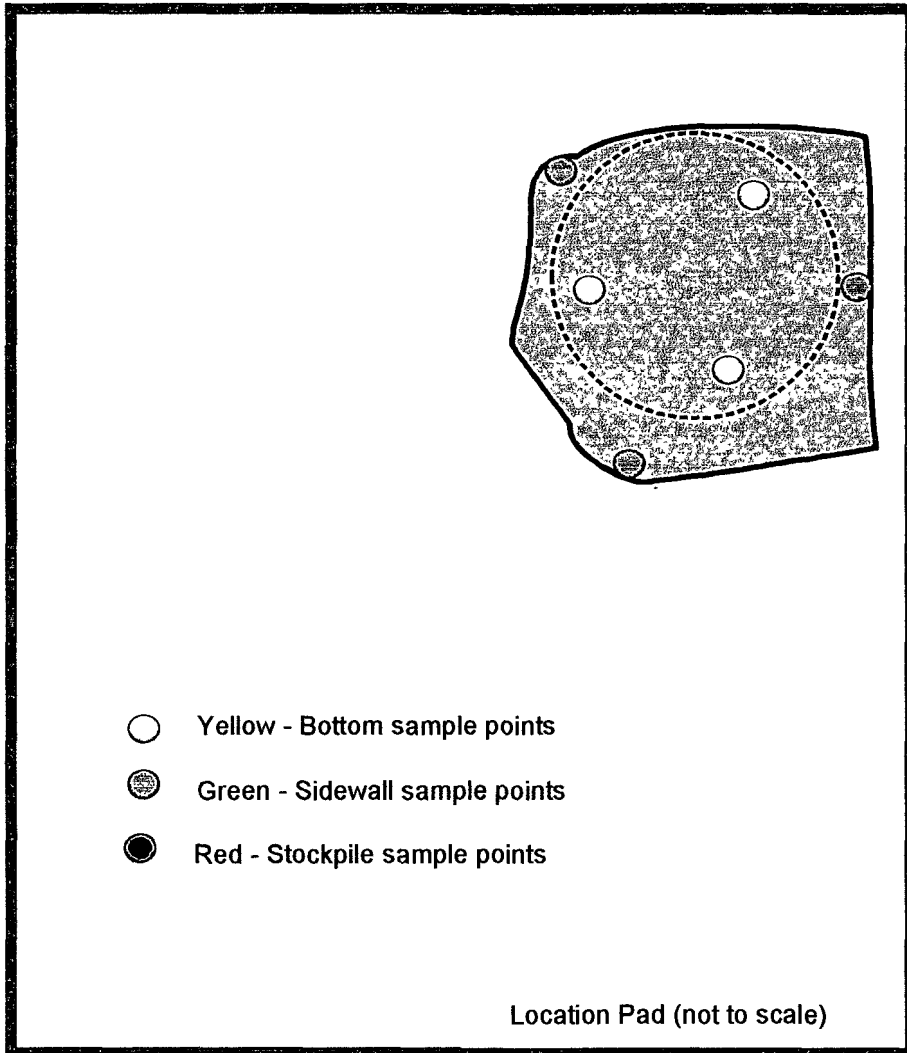 Yellow - Bottom sample points
Green - Sidewall sample points
Red - Stockpile sample points
Location Pad (not to scale)